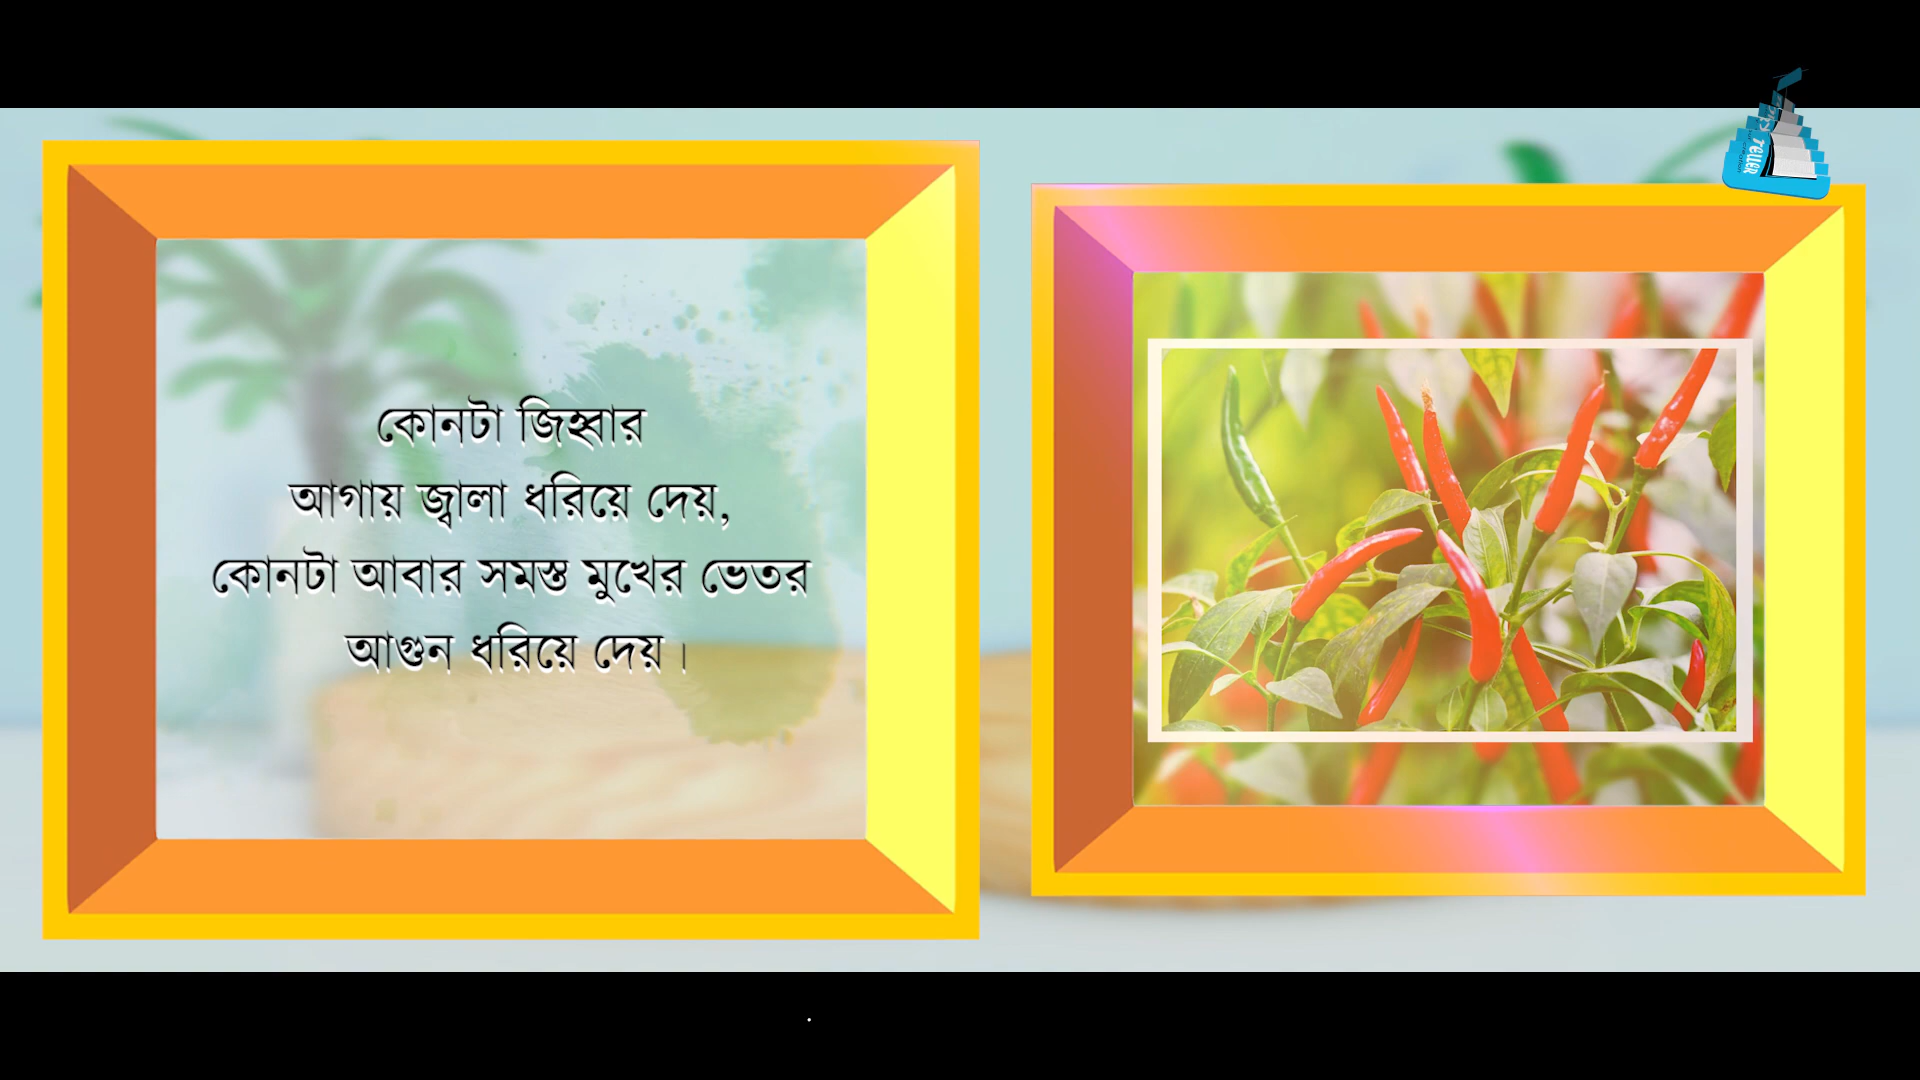 কোনটা জিহ্বার
আগায় জ্বালা ধরিয়ে দেয়,
কোনটা আবার সমস্ত মুখের ভেতর
আগুন ধরিয়ে দেয়।